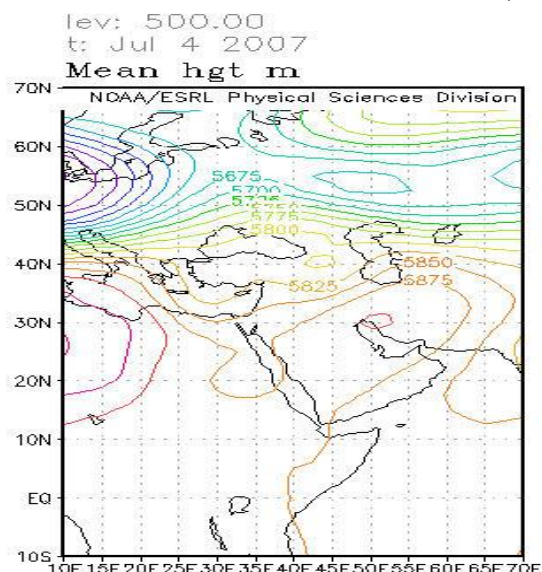 lev: 500.00
t: Jul 4 2007
Mean hgt m
NOAA/ESRL Physical Sciences Division
70N
60N
50N
40N
30N
20N
10N
EQ
10S
5675
5700
5725
5775
5800
5825
5850
5875
10E 15E 20E 25E 30E 35E 40E 45E 50E 55E 60E 65E 70E